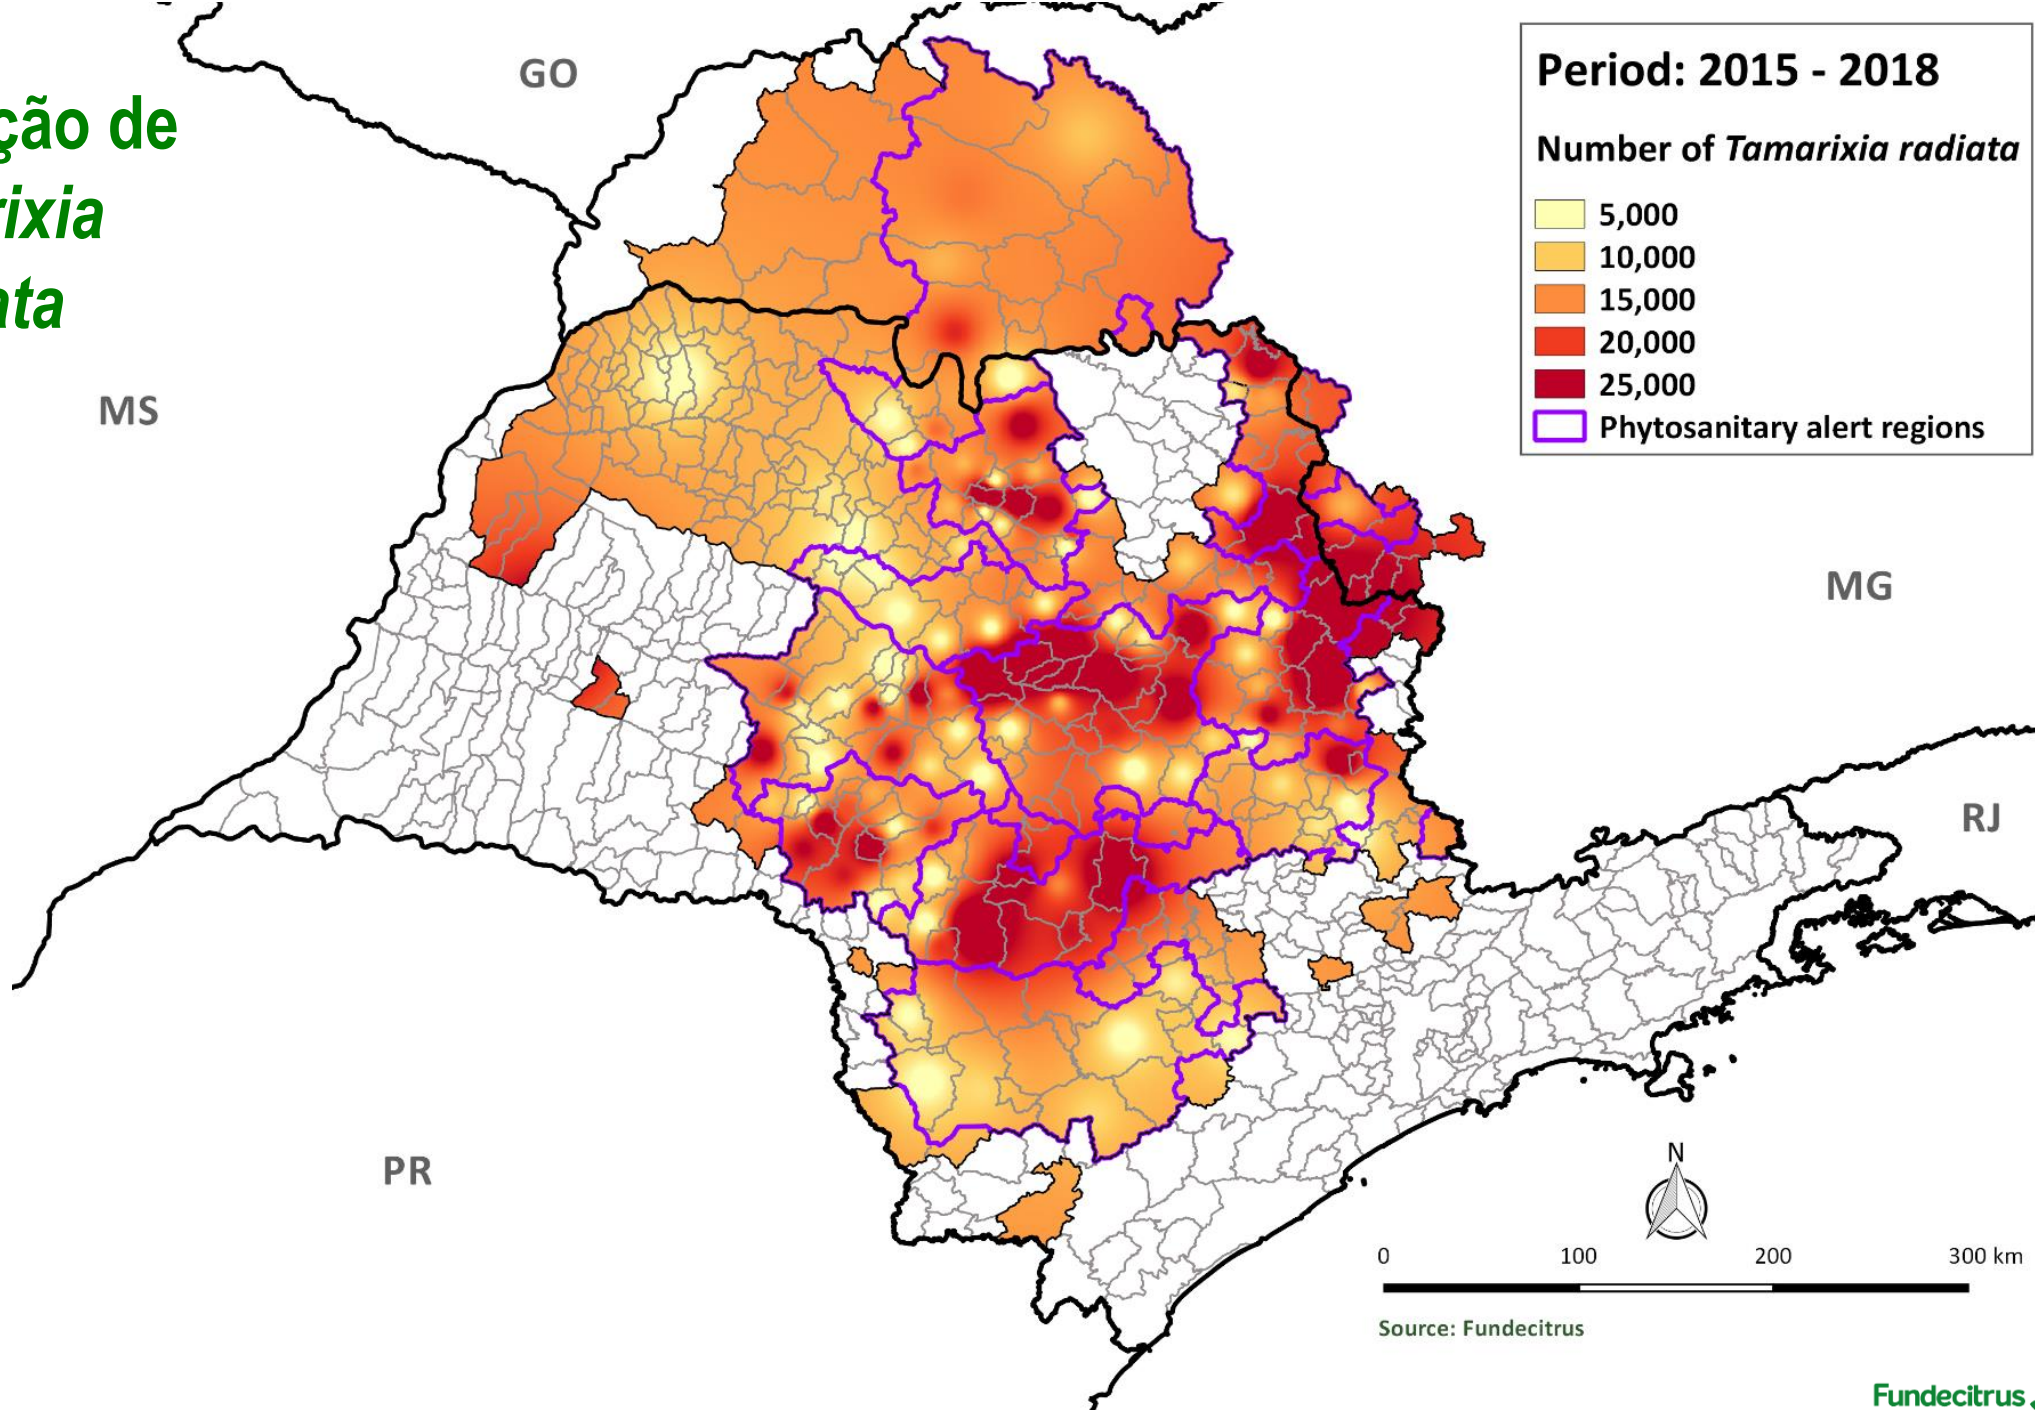 ção de
rixia
ata
GO
MS
MG
RJ
PR
Period: 2015 - 2018
Number of Tamarixia radiata
5,000
10,000
15,000
20,000
25,000
Phytosanitary alert regions
N
0 100 200 300 km
Source: Fundecitrus
Fundecitrus